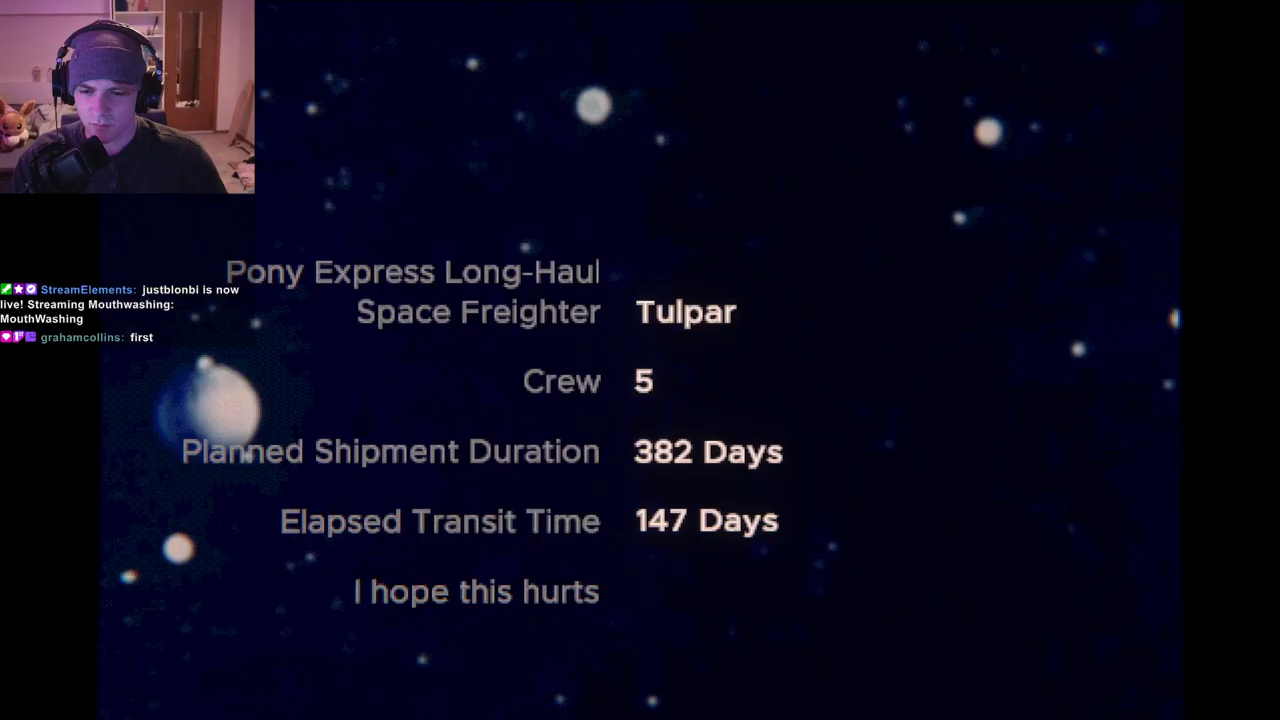 Pony Express Long-Haul
Space Freighter Tulpar
Crew 5
Planned Shipment Duration 382 Days
Elapsed Transit Time 147 Days
I hope this hurts
StreamElements: justblonbi is now
live! Streaming Mouthwashing:
MouthWashing
grahamcollins: first